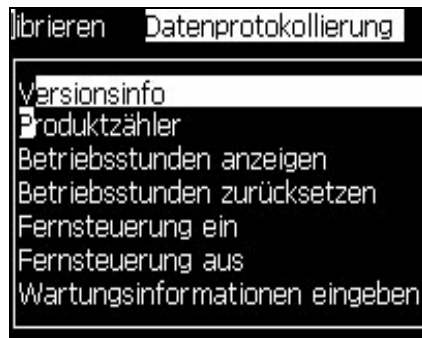 librieren Datenprotokollierung
Versionsinfo
Produktzähler
Betriebsstunden anzeigen
Betriebsstunden zurücksetzen
Fernsteuerung ein
Fernsteuerung aus
Wartungsinformationen eingeben